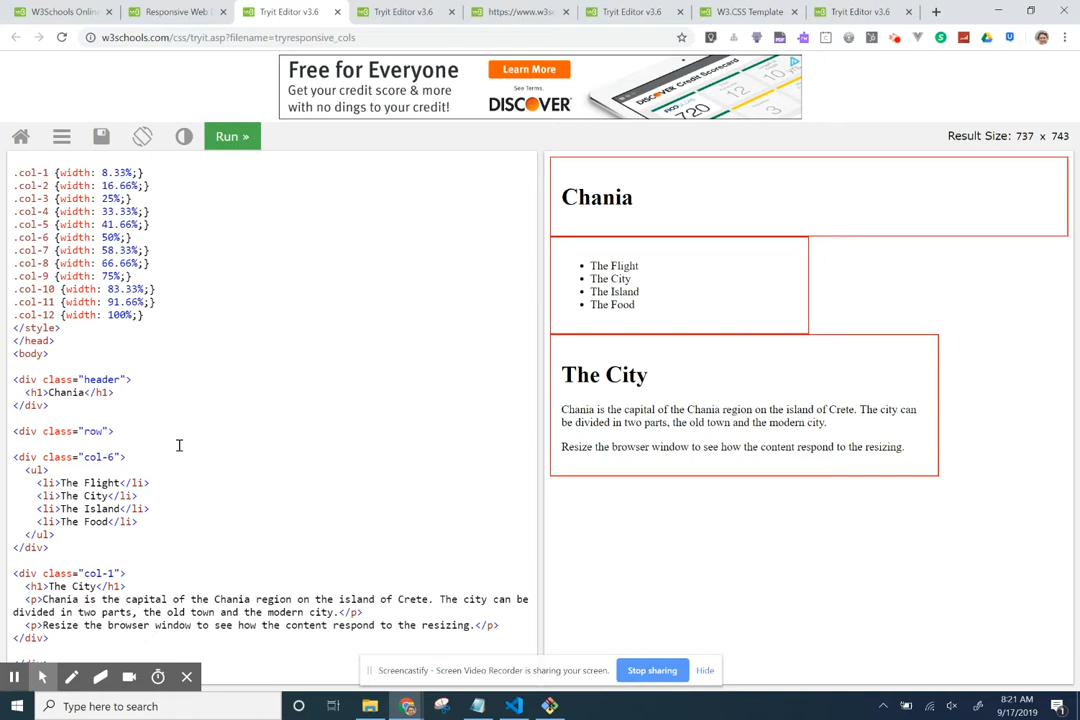 W3Schools Onlin
Responsive Web D
Tryit Editor v3.6
Tryit Editor v3.6
https://www.w3s
Tryit Editor v3.6
W3.CSS Template
Tryit Editor v3.6
w3schools.com/css/tryit.asp?filename=tryresponsive_cols
Free for Everyone
Get your credit score & more
with no dings to your credit!
Learn More
See Terms.
DISCOVER
DISCOVER Credit Scorecard
720
Run »
Result Size: 737 x 743
.col-1 {width: 8.33%;}
.col-2 {width: 16.66%;}
.col-3 {width: 25%;}
.col-4 {width: 33.33%;}
.col-5 {width: 41.66%;}
.col-6 {width: 50%;}
.col-7 {width: 58.33%;}
.col-8 {width: 66.66%;}
.col-9 {width: 75%;}
.col-10 {width: 83.33%;}
.col-11 {width: 91.66%;}
.col-12 {width: 100%;}
</style>
</head>
<body>
<div class="header">
<h1>Chania</h1>
</div>
<div class="row">
<div class="col-6">
<ul>
<li>The Flight</li>
<li>The City</li>
<li>The Island</li>
<li>The Food</li>
</ul>
</div>
<div class="col-1">
<h1>The City</h1>
<p>Chania is the capital of the Chania region on the island of Crete. The city can be
divided in two parts, the old town and the modern city.</p>
<p>Resize the browser window to see how the content respond to the resizing.</p>
</div>
</div>
Chania
• The Flight
• The City
• The Island
• The Food
The City
Chania is the capital of the Chania region on the island of Crete. The city can
be divided in two parts, the old town and the modern city.
Resize the browser window to see how the content respond to the resizing.
Screencastify - Screen Video Recorder is sharing your screen.
Stop sharing
Hide
Type here to search
8:21 AM
9/17/2019